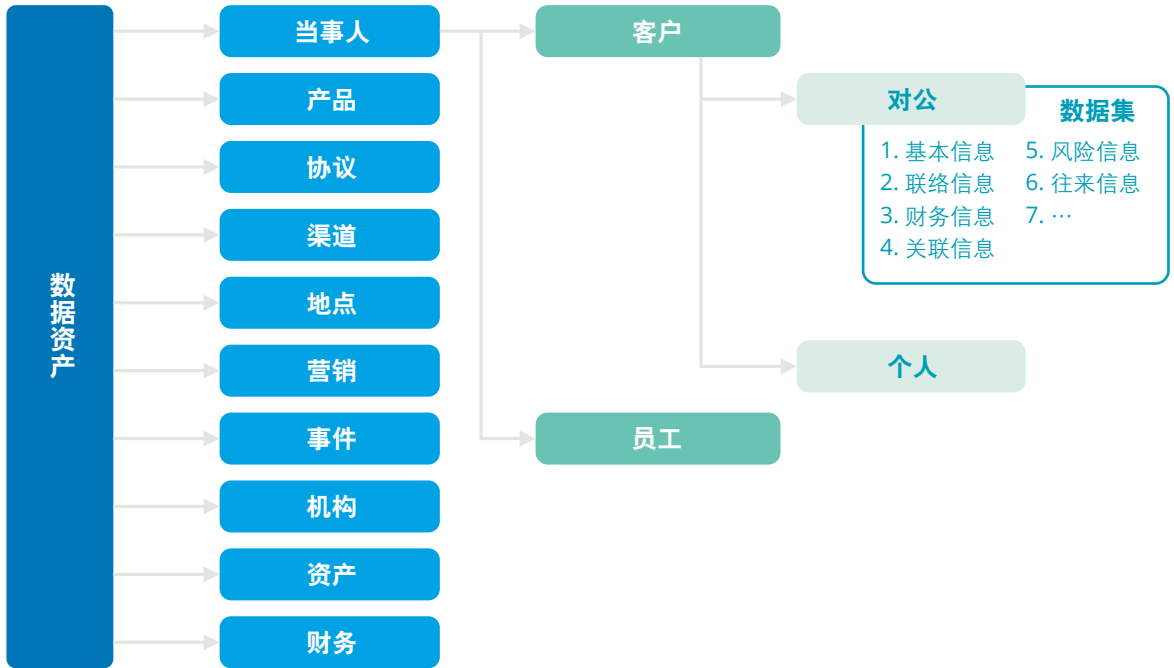 数据资产
当事人
产品
协议
渠道
地点
营销
事件
机构
资产
财务
客户
员工
对公
个人
数据集
1. 基本信息
2. 联络信息
3. 财务信息
4. 关联信息
5. 风险信息
6. 往来信息
7. …